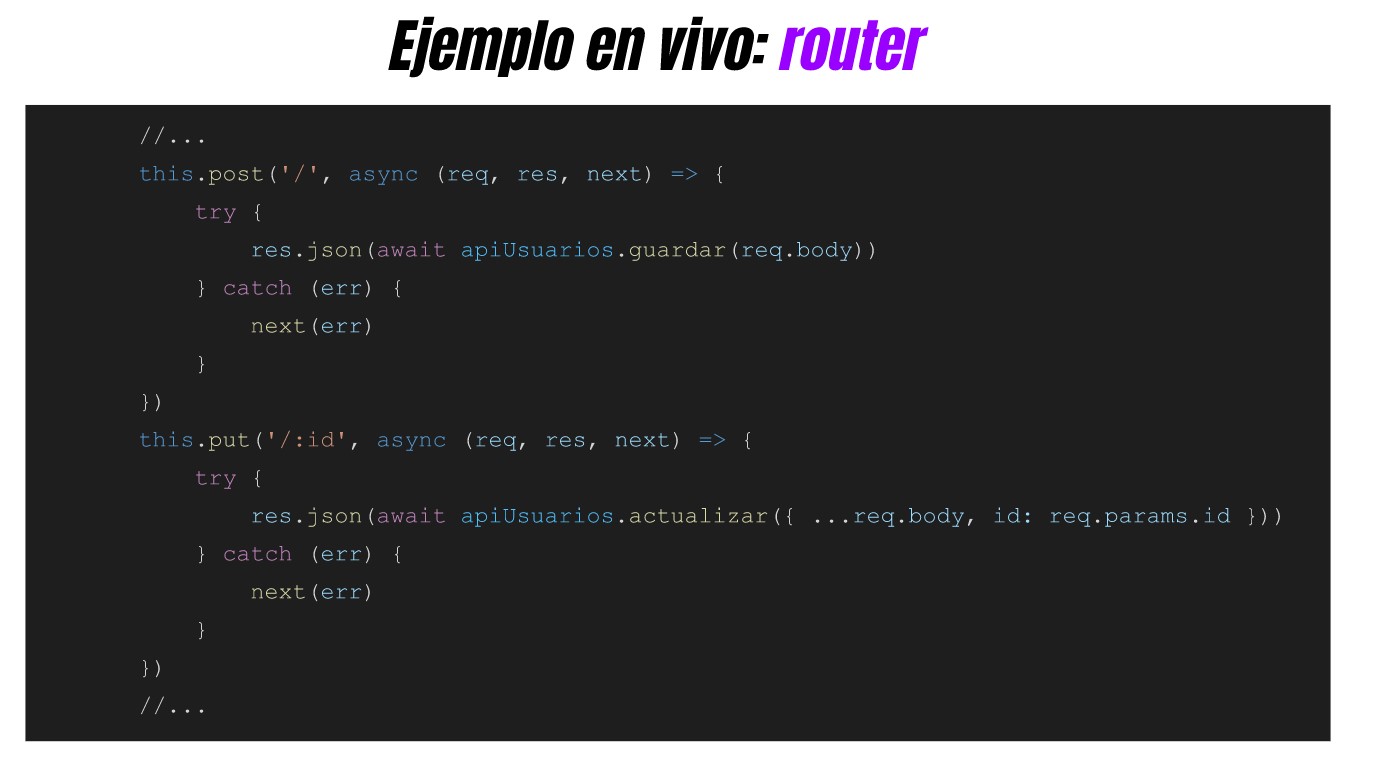 Ejemplo en vivo: router
//...
this.post('/', async (req, res, next) => {
    try {
        res.json(await apiUsuarios.guardar(req.body))
    } catch (err) {
        next(err)
    }
})
this.put('/:id', async (req, res, next) => {
    try {
        res.json(await apiUsuarios.actualizar({ ...req.body, id: req.params.id }))
    } catch (err) {
        next(err)
    }
})
//...